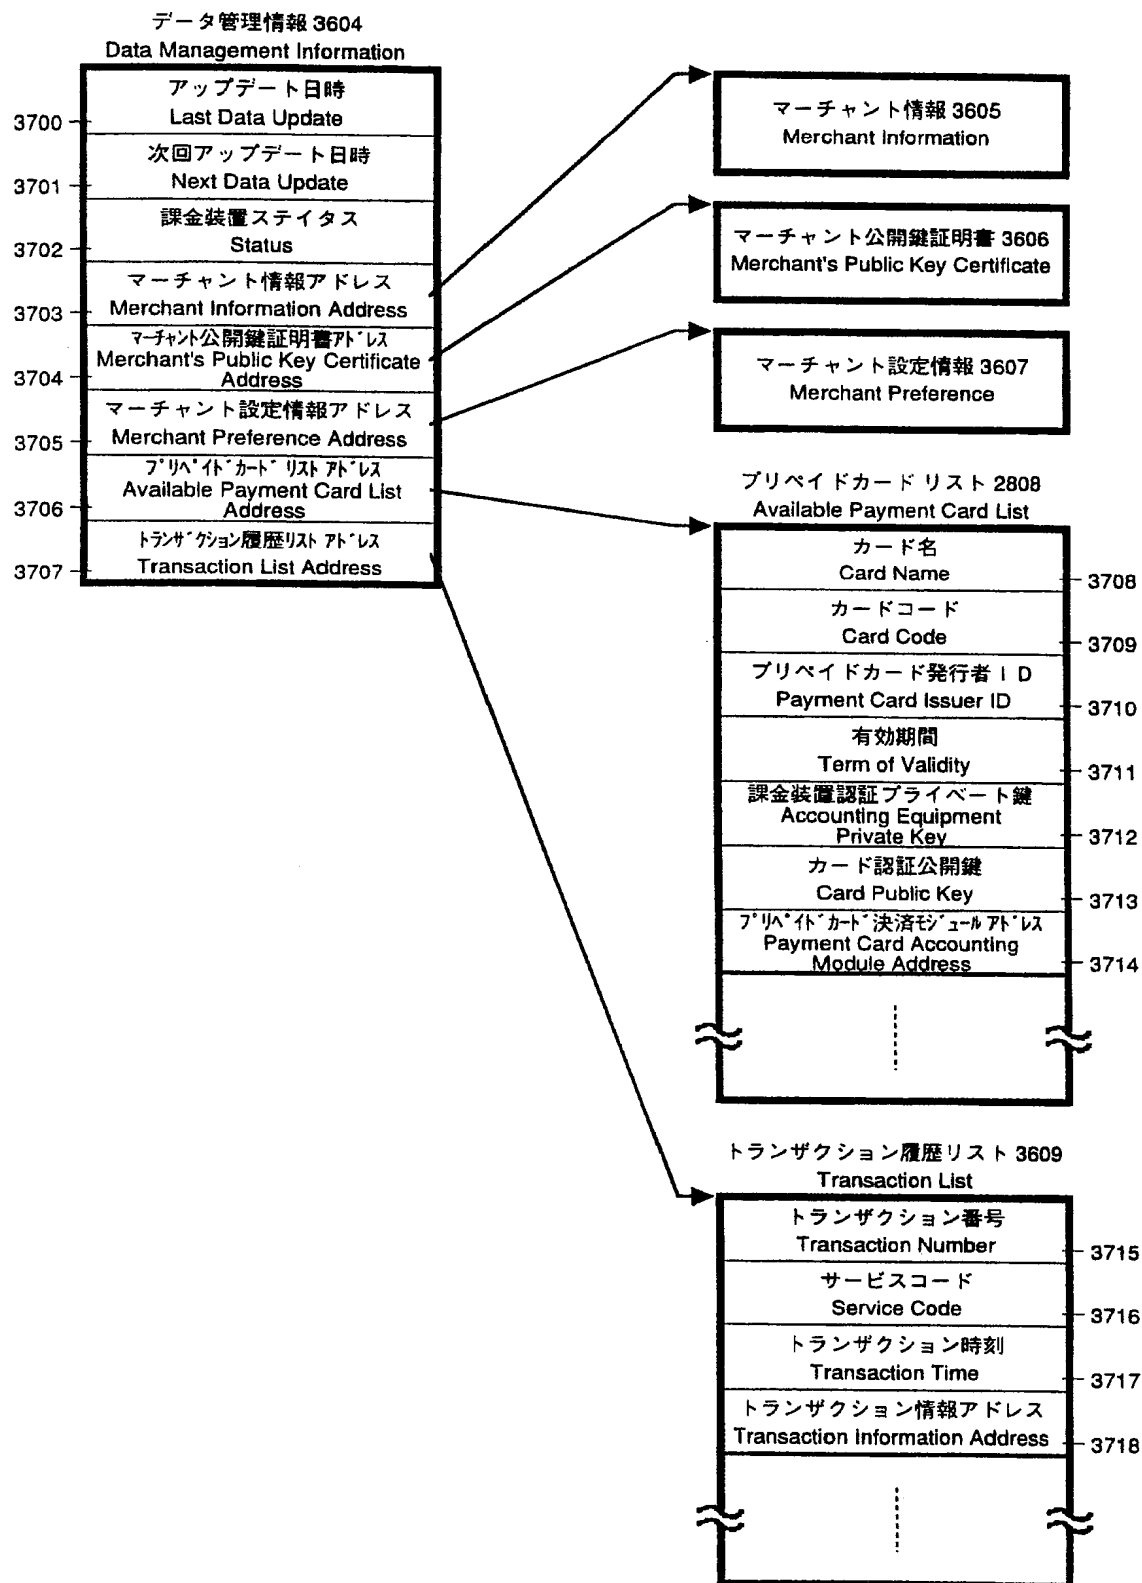 データ管理情報 3604
Data Management Information
アップデート日時
Last Data Update
3700
次回アップデート日時
Next Data Update
3701
課金装置ステイタス
Status
3702
マーチャント情報アドレス
Merchant Information Address
3703
マーチャント公開鍵証明書アドレス
Merchant's Public Key Certificate
Address
3704
マーチャント設定情報アドレス
Merchant Preference Address
3705
プリペイドカード リスト アドレス
Available Payment Card List
Address
3706
トランザクション履歴リスト アドレス
Transaction List Address
3707
マーチャント情報 3605
Merchant Information
マーチャント公開鍵証明書 3606
Merchant's Public Key Certificate
マーチャント設定情報 3607
Merchant Preference
プリペイドカード リスト 2808
Available Payment Card List
カード名
Card Name
3708
カードコード
Card Code
3709
プリペイドカード発行者ＩＤ
Payment Card Issuer ID
3710
有効期間
Term of Validity
3711
課金装置認証プライベート鍵
Accounting Equipment
Private Key
3712
カード認証公開鍵
Card Public Key
3713
プリペイドカード決済モジュール アドレス
Payment Card Accounting
Module Address
3714
トランザクション履歴リスト 3609
Transaction List
トランザクション番号
Transaction Number
3715
サービスコード
Service Code
3716
トランザクション時刻
Transaction Time
3717
トランザクション情報アドレス
Transaction Information Address
3718